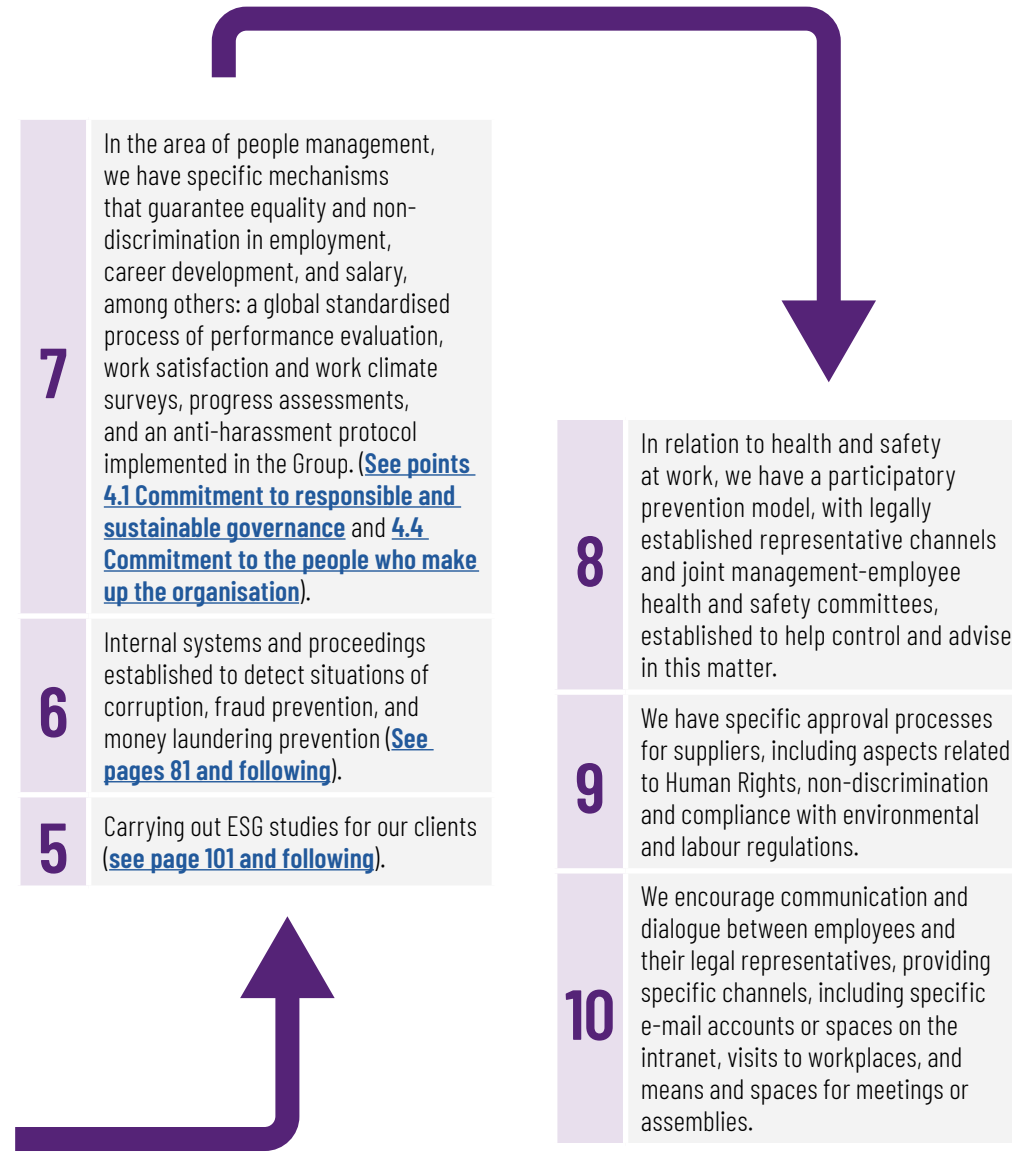 7
In the area of people management,
we have specific mechanisms
that guarantee equality and non-
discrimination in employment,
career development, and salary,
among others: a global standardised
process of performance evaluation,
work satisfaction and work climate
surveys, progress assessments,
and an anti-harassment protocol
implemented in the Group. (See points
4.1 Commitment to responsible and
sustainable governance and 4.4
Commitment to the people who make
up the organisation).
6
Internal systems and proceedings
established to detect situations of
corruption, fraud prevention, and
money laundering prevention (See
pages 81 and following).
5
Carrying out ESG studies for our clients
(see page 101 and following).
8
In relation to health and safety
at work, we have a participatory
prevention model, with legally
established representative channels
and joint management-employee
health and safety committees,
established to help control and advise
in this matter.
9
We have specific approval processes
for suppliers, including aspects related
to Human Rights, non-discrimination
and compliance with environmental
and labour regulations.
10
We encourage communication and
dialogue between employees and
their legal representatives, providing
specific channels, including specific
e-mail accounts or spaces on the
intranet, visits to workplaces, and
means and spaces for meetings or
assemblies.